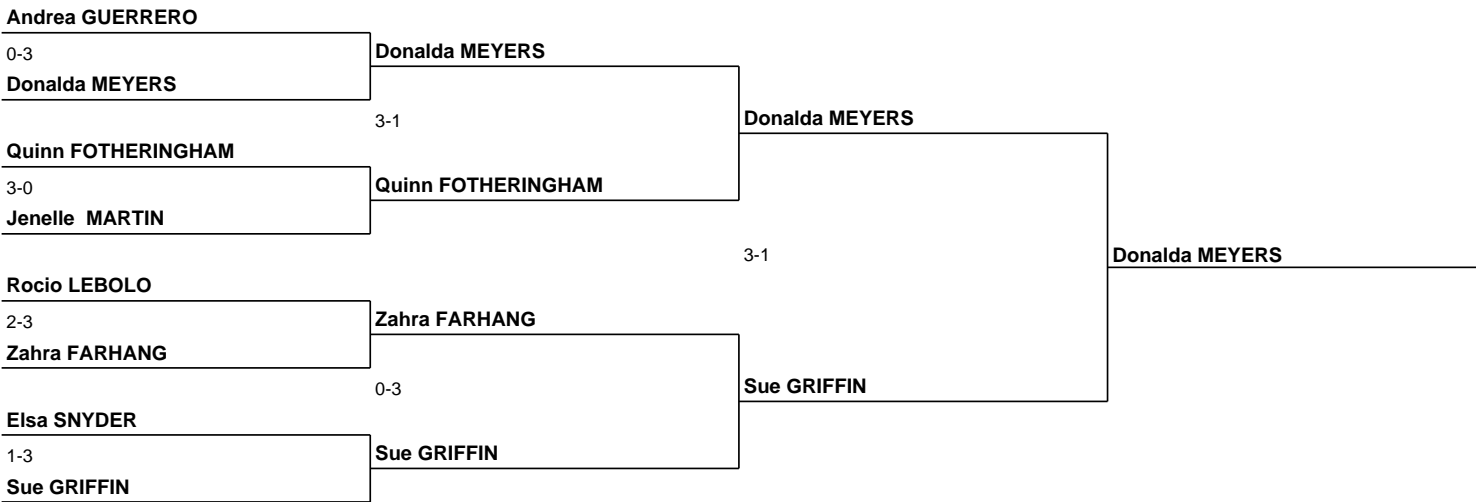 Andrea GUERRERO
0-3
Donalda MEYERS
Donalda MEYERS
3-1
Donalda MEYERS
Quinn FOTHERINGHAM
3-0
Quinn FOTHERINGHAM
Jenelle  MARTIN
3-1
Donalda MEYERS
Rocio LEBOLO
2-3
Zahra FARHANG
Zahra FARHANG
0-3
Sue GRIFFIN
Elsa SNYDER
1-3
Sue GRIFFIN
Sue GRIFFIN